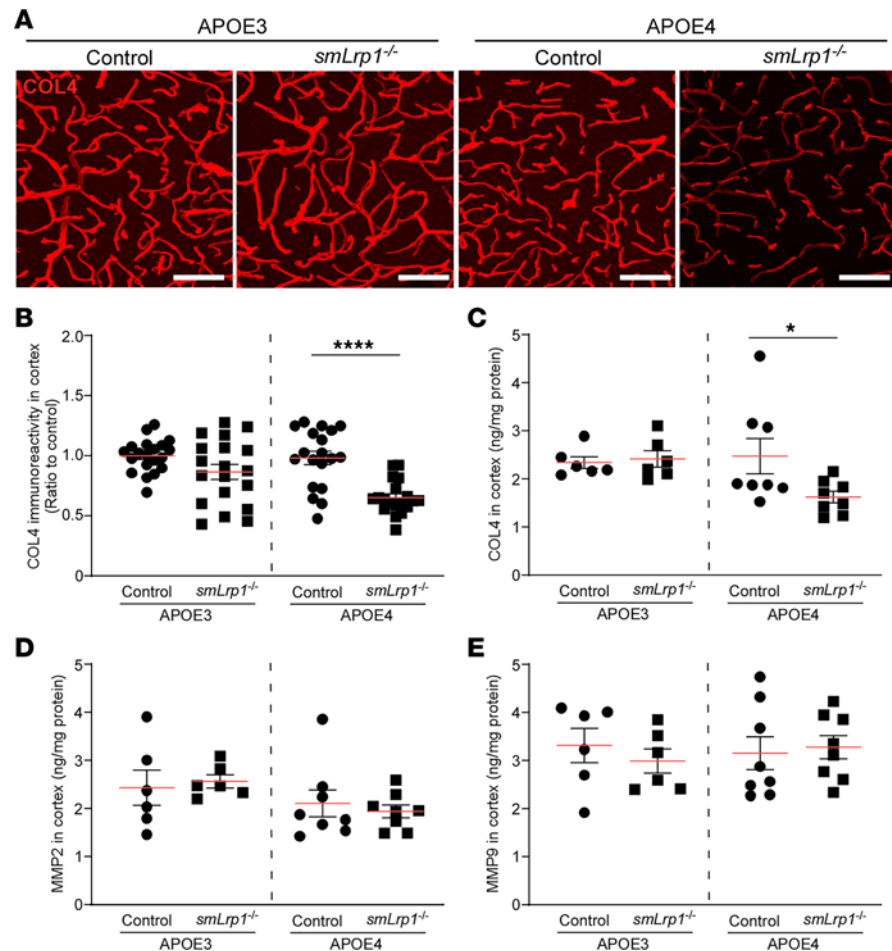 A
APOE3 APOE4
Control smLrp1-/- Control smLrp1-/-
COL4
B
COL4 immunoreactivity in cortex
(Ratio to control)
2.0
1.5
1.0
0.5
0
****
Control smLrp1-/- Control smLrp1-/-
APOE3 APOE4
C
COL4 in cortex (ng/mg protein)
5
4
3
2
1
0
*
Control smLrp1-/- Control smLrp1-/-
APOE3 APOE4
D
MMP2 in cortex (ng/mg protein)
5
4
3
2
1
0
Control smLrp1-/- Control smLrp1-/-
APOE3 APOE4
E
MMP9 in cortex (ng/mg protein)
5
4
3
2
1
0
Control smLrp1-/- Control smLrp1-/-
APOE3 APOE4